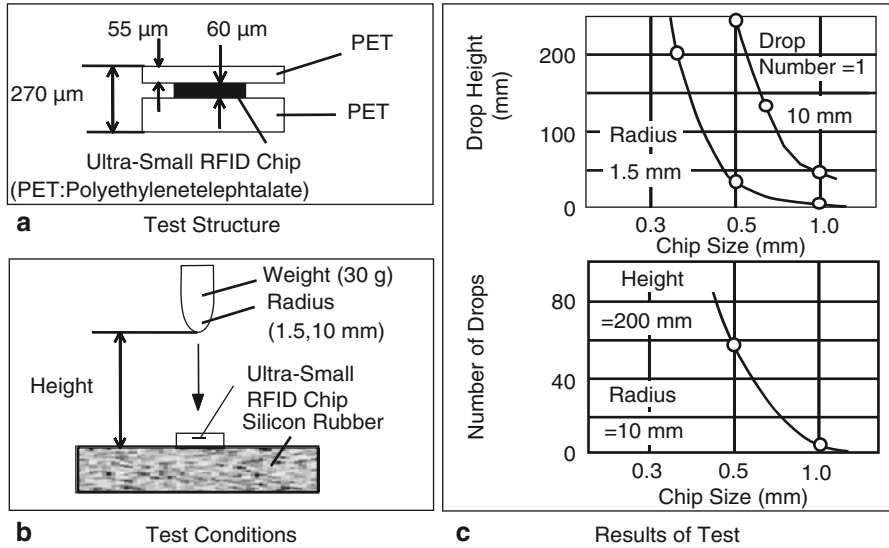 55 µm
60 µm
PET
270 µm
PET
Ultra-Small RFID Chip
(PET:Polyethylenetelephtalate)
a Test Structure
Weight (30 g)
Radius
(1.5,10 mm)
Height
Ultra-Small
RFID Chip
Silicon Rubber
b Test Conditions
Drop Height
(mm)
200
100
0
Drop
Number =1
10 mm
Radius
1.5 mm
0.3 0.5 1.0
Chip Size (mm)
Number of Drops
80
40
0
Height
=200 mm
Radius
=10 mm
0.3 0.5 1.0
Chip Size (mm)
c Results of Test